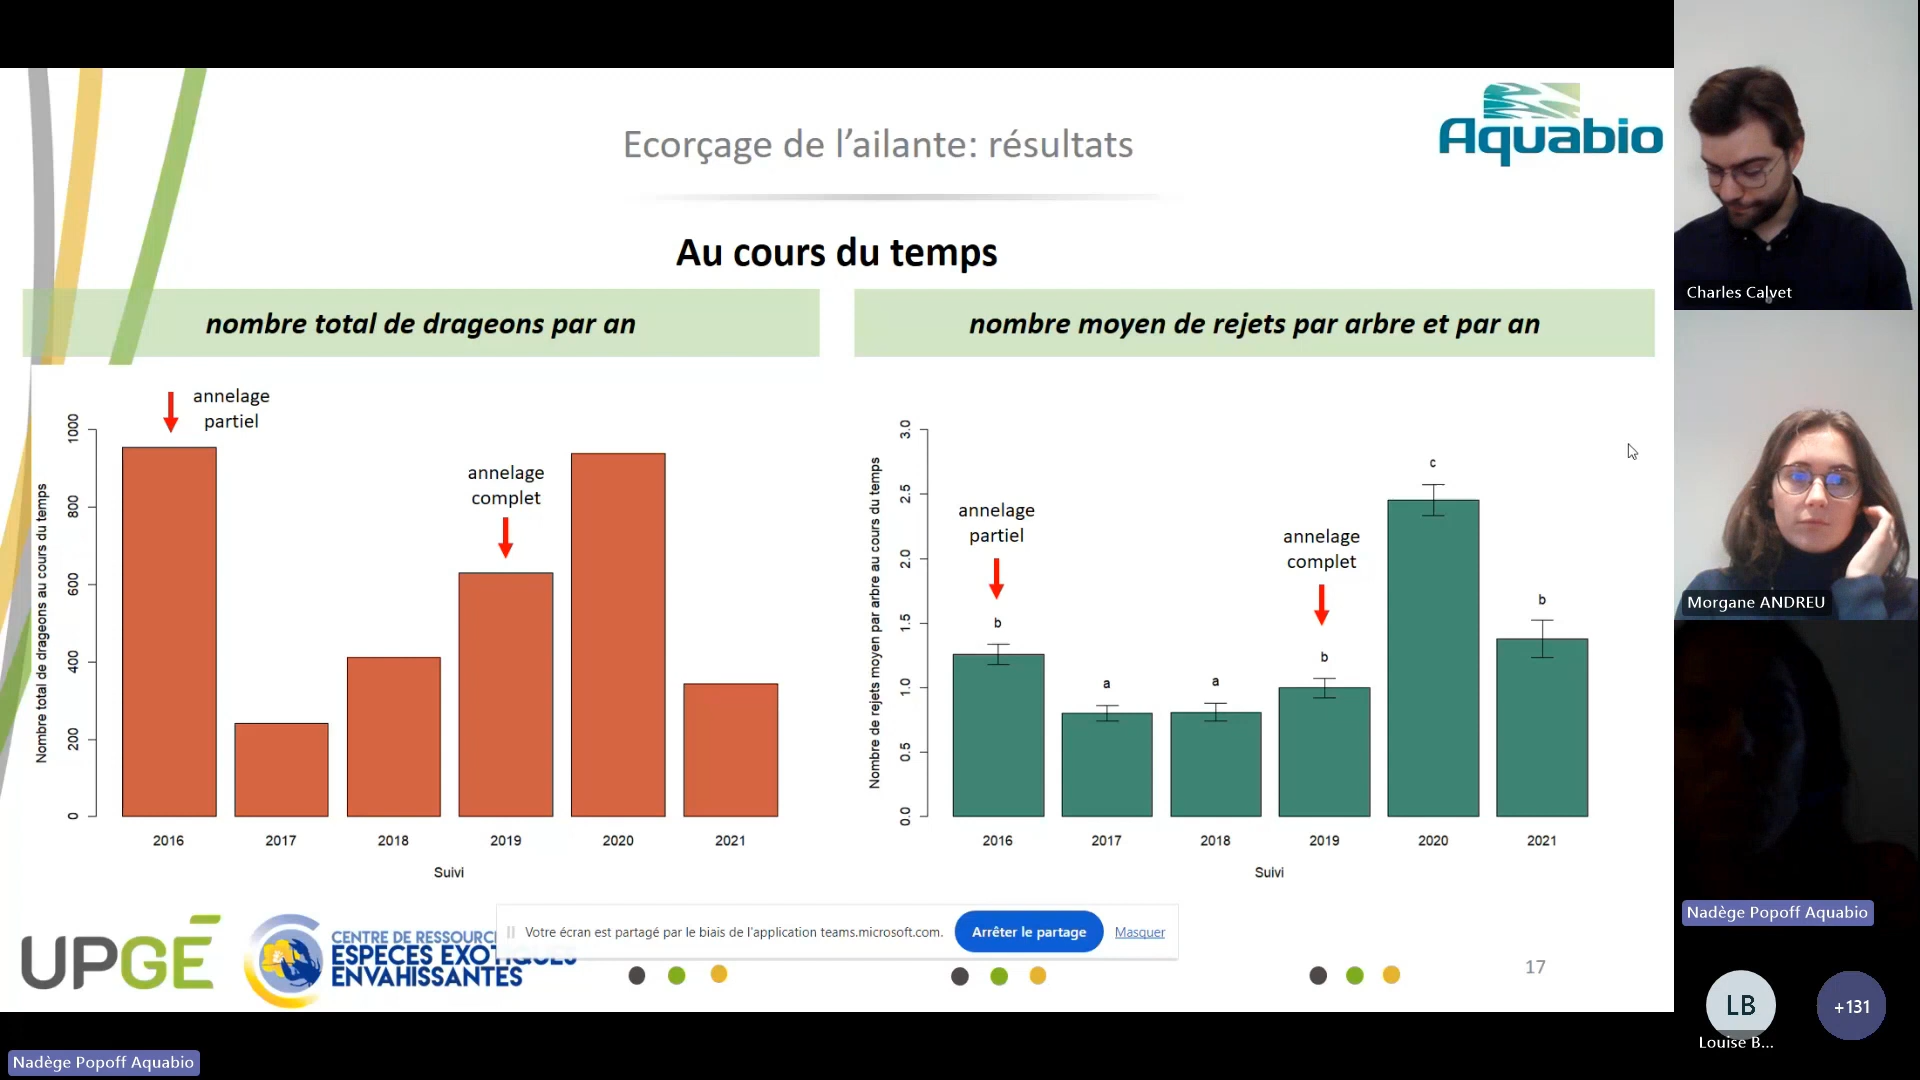 Ecorçage de l’ailante: résultats
Aquabio
Au cours du temps
nombre total de drageons par an
nombre moyen de rejets par arbre et par an
annelage
partiel
annelage
complet
Nombre total de drageons au cours du temps
0
200
400
600
800
1000
2016
2017
2018
2019
2020
2021
Suivi
annelage
partiel
annelage
complet
Nombre de rejets moyen par arbre au cours du temps
0.0
0.5
1.0
1.5
2.0
2.5
3.0
b
a
a
b
c
b
2016
2017
2018
2019
2020
2021
Suivi
UPGÉ
CENTRE DE RESSOURC
ESPECES EXOTIQUES
ENVAHISSANTES
Votre écran est partagé par le biais de l'application teams.microsoft.com.
Arrêter le partage
Masquer
17
Charles Calvet
Morgane ANDREU
Nadège Popoff Aquabio
LB
Louise B...
+131
Nadège Popoff Aquabio